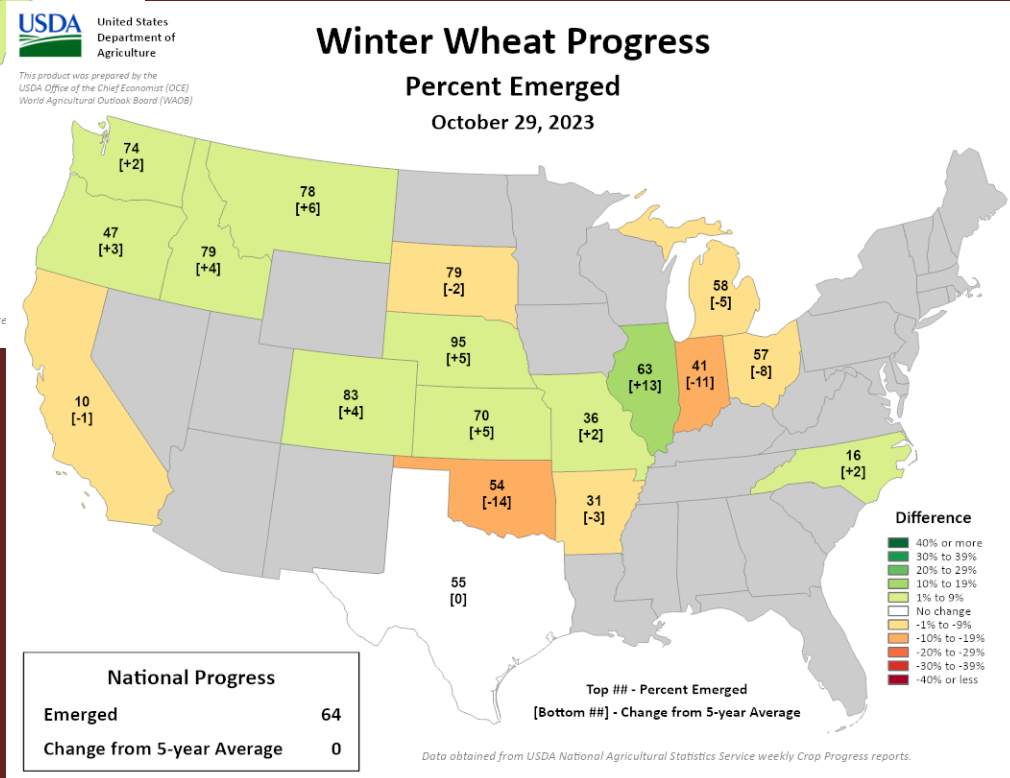 USDA
United States
Department of
Agriculture
This product was prepared by the
USDA Office of the Chief Economist (OCE)
World Agricultural Outlook Board (WAOB)
Winter Wheat Progress
Percent Emerged
October 29, 2023
74
[+2]
78
[+6]
47
[+3]
79
[+4]
79
[-2]
58
[-5]
95
[+5]
57
[-8]
63
[+13]
41
[-11]
10
[-1]
83
[+4]
70
[+5]
36
[+2]
16
[+2]
54
[-14]
31
[-3]
55
[0]
Difference
40% or more
30% to 39%
20% to 29%
10% to 19%
1% to 9%
No change
-1% to -9%
-10% to -19%
-20% to -29%
-30% to -39%
-40% or less
National Progress
Emerged 64
Change from 5-year Average 0
Top ## - Percent Emerged
[Bottom ##] - Change from 5-year Average
Data obtained from USDA National Agricultural Statistics Service weekly Crop Progress reports.